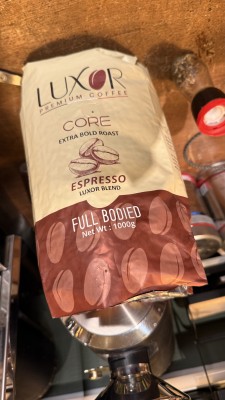 LUXOR
PREMIUM COFFEE
CORE
EXTRA BOLD ROAST
ESPRESSO
LUXOR BLEND
FULL BODIED
Net Wt : 1000g